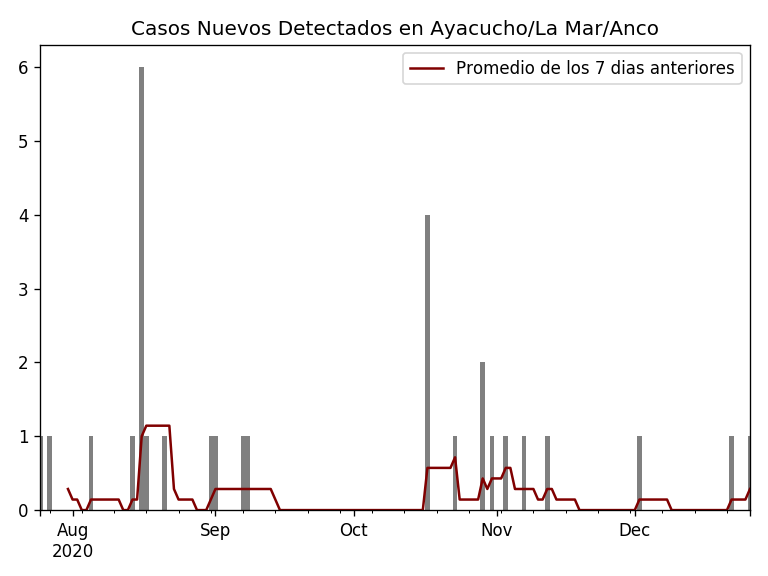 Casos Nuevos Detectados en Ayacucho/La Mar/Anco
Promedio de los 7 dias anteriores
6
5
4
3
2
1
0
Aug Sep Oct Nov Dec
2020